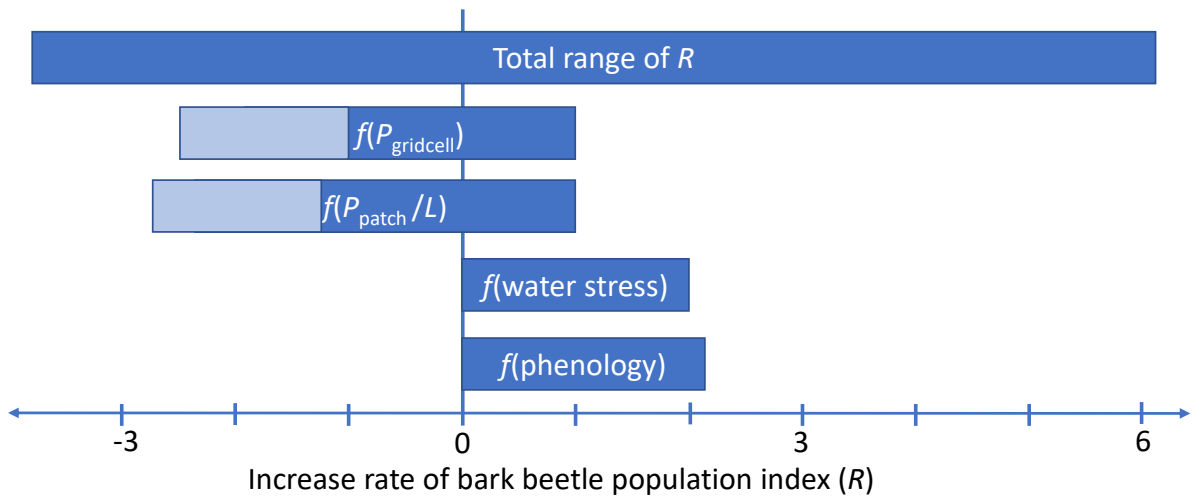 Total range of R
f(Pgridcell)
f(Ppatch /L)
f(water stress)
f(phenology)
-3 0 3 6
Increase rate of bark beetle population index (R)